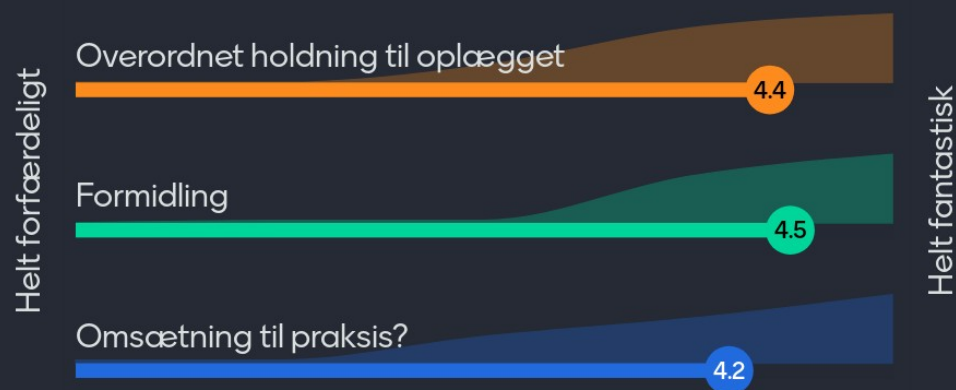 Helt forfærdeligt
Overordnet holdning til oplægget
4.4
Formidling
4.5
Omsætning til praksis?
4.2
Helt fantastisk